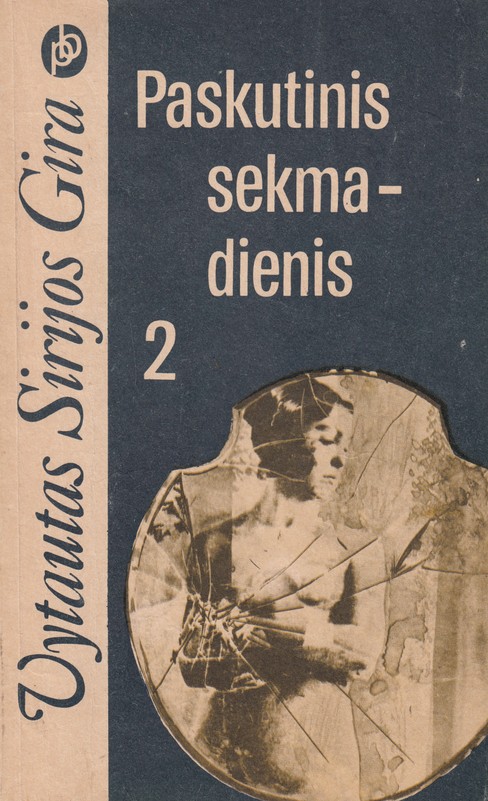 Vytautas Sirijos Gira
Paskutinis
sekma-
dienis
2